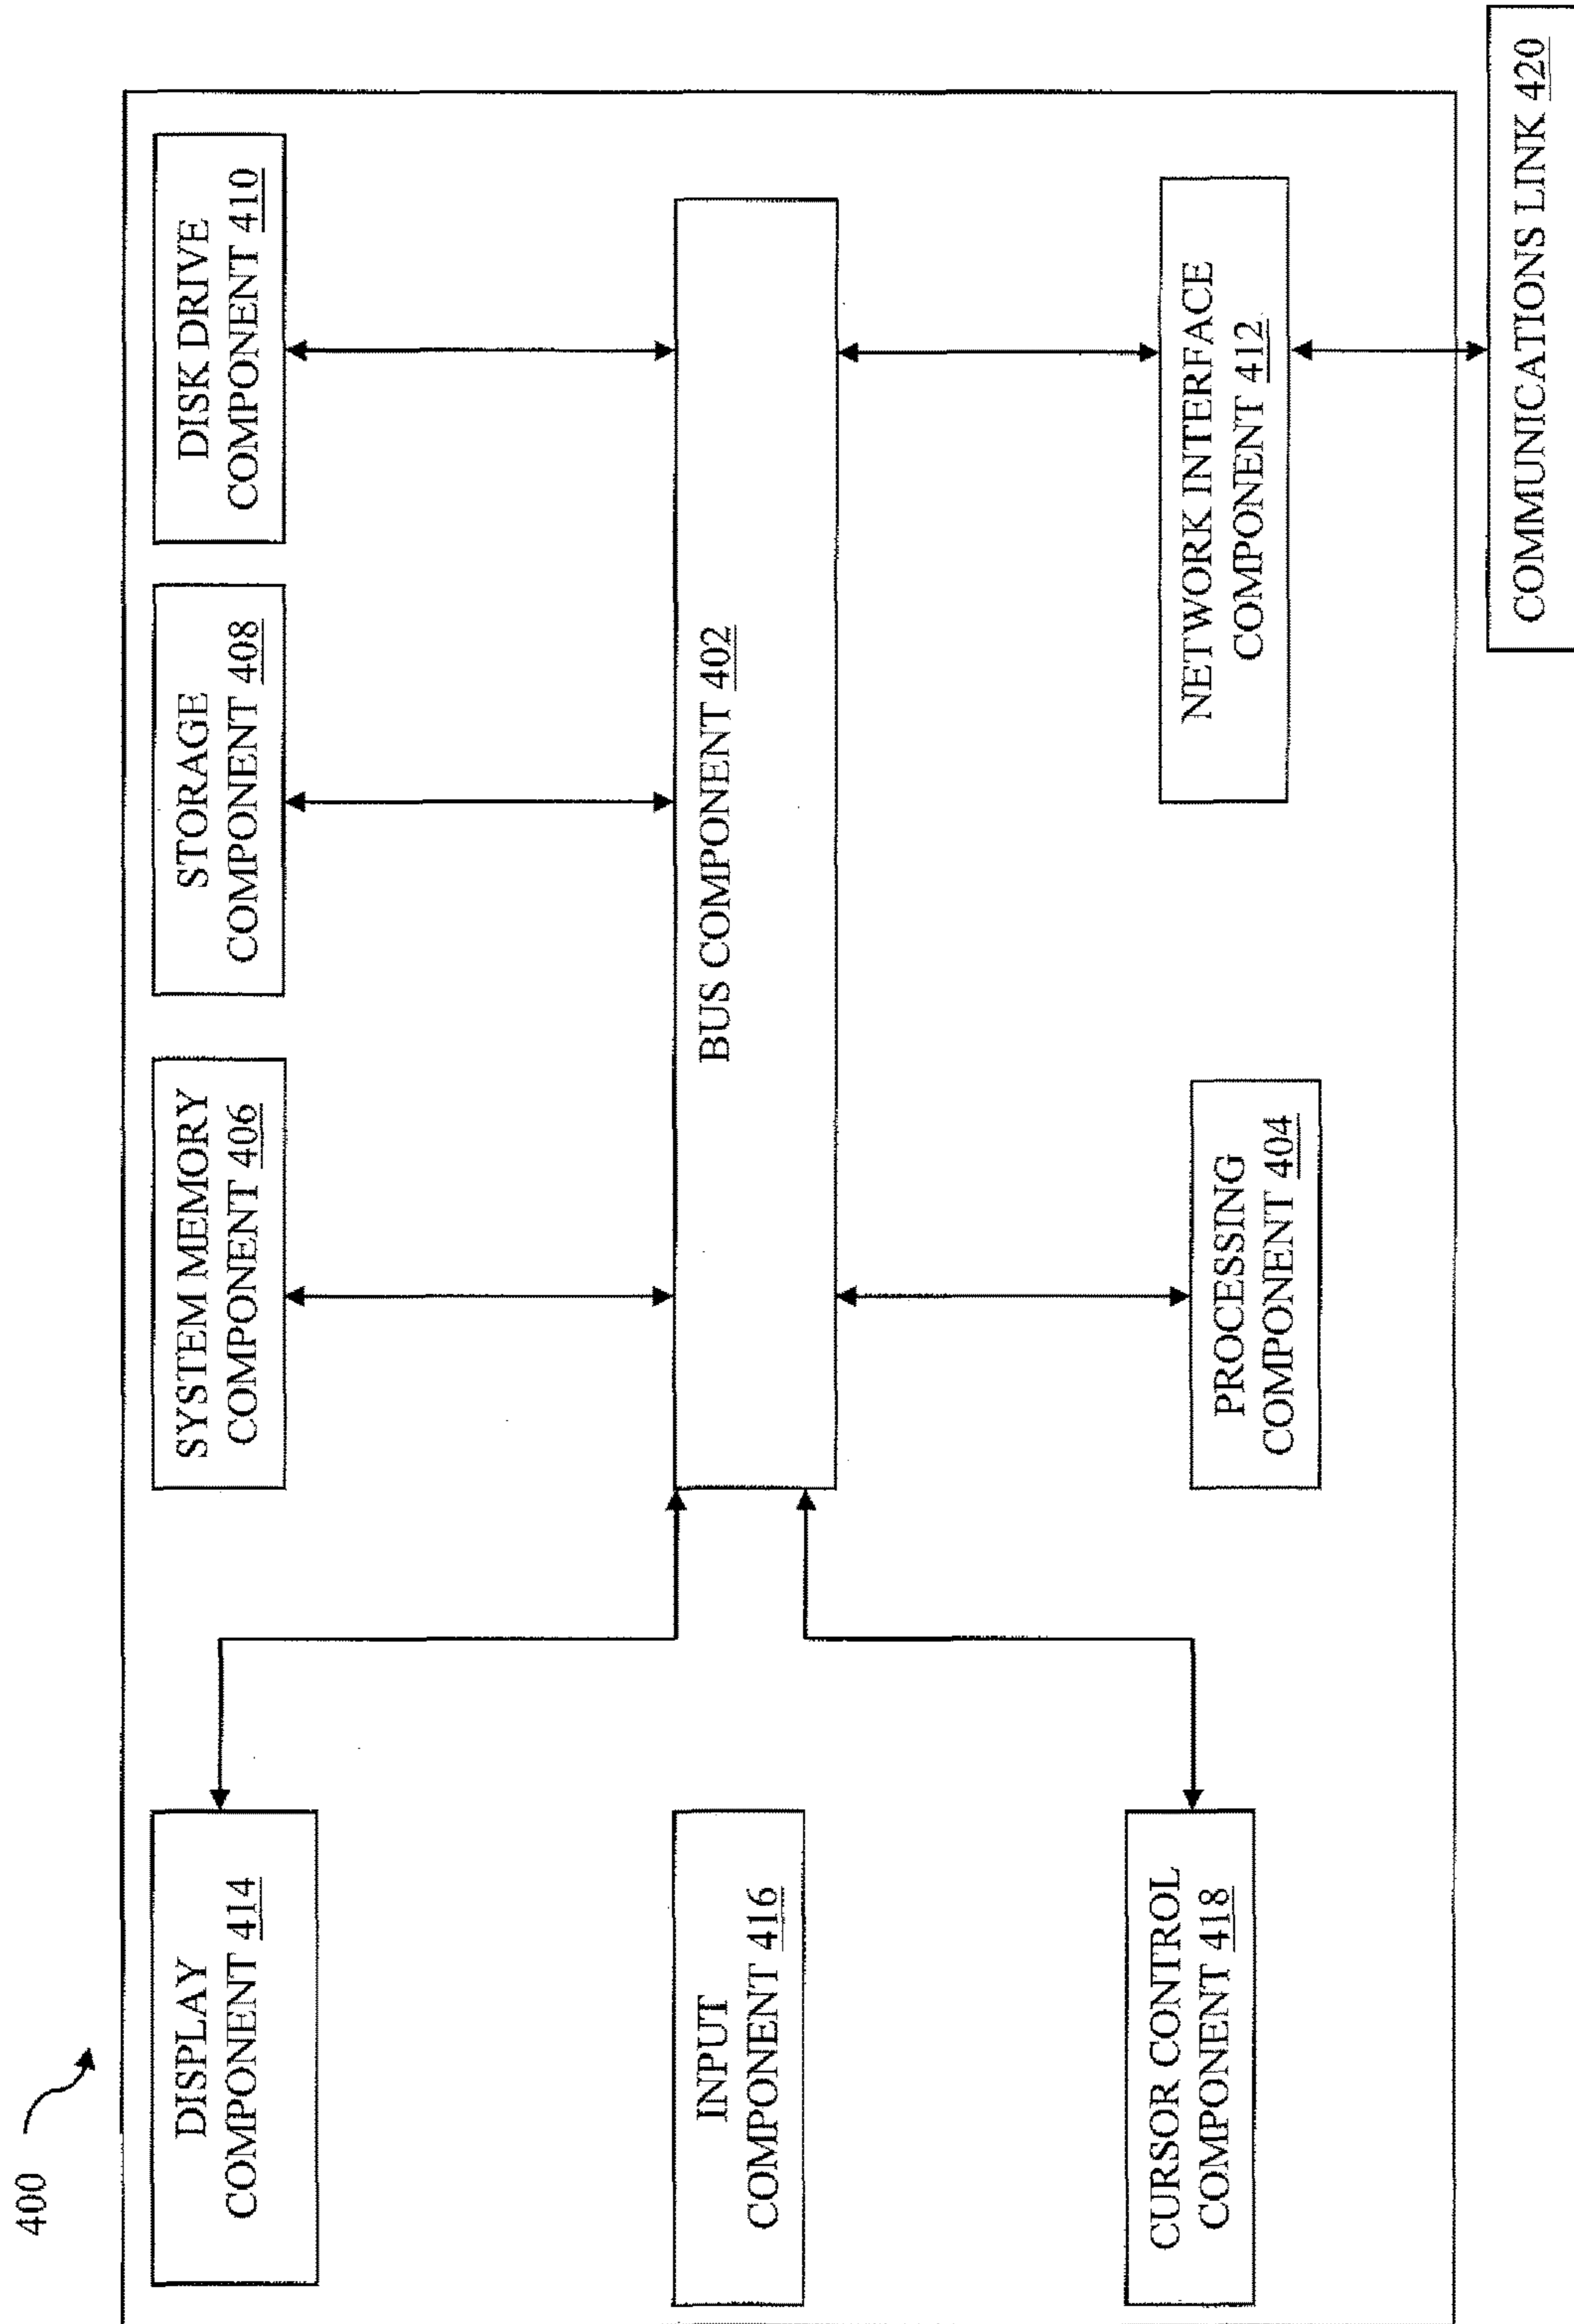 400
DISPLAY
COMPONENT 414
INPUT
COMPONENT 416
CURSOR CONTROL
COMPONENT 418
SYSTEM MEMORY
COMPONENT 406
STORAGE
COMPONENT 408
DISK DRIVE
COMPONENT 410
BUS COMPONENT 402
PROCESSING
COMPONENT 404
NETWORK INTERFACE
COMPONENT 412
COMMUNICATIONS LINK 420